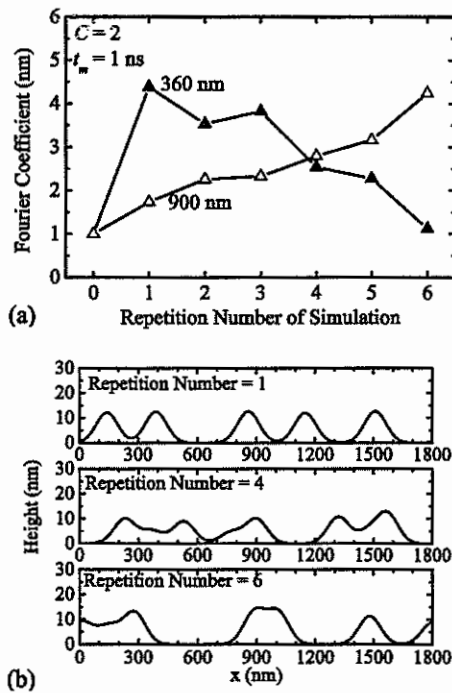 C = 2
t_m = 1 ns
360 nm
900 nm
Fourier Coefficient (nm)
6
5
4
3
2
1
0
0 1 2 3 4 5 6
(a)
Repetition Number of Simulation
Repetition Number = 1
30
20
10
0
0 300 600 900 1200 1500 1800
Repetition Number = 4
30
20
10
0
0 300 600 900 1200 1500 1800
Height (nm)
Repetition Number = 6
30
20
10
0
0 300 600 900 1200 1500 1800
(b)
x (nm)